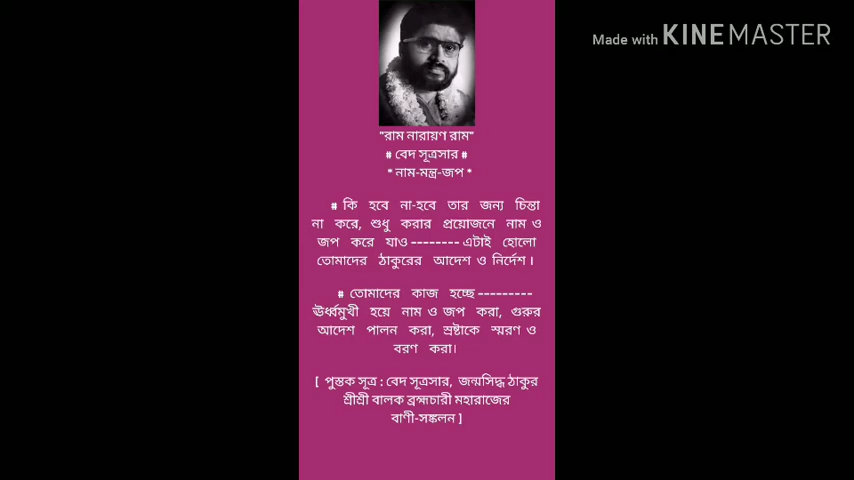 Made with KINEMASTER
"রাম নারায়ণ রাম"
# বেদ সূত্রসার #
* নাম-মন্ত্র-জপ *
# কি হবে না-হবে তার জন্য চিন্তা
না করে, শুধু করার প্রয়োজনে নাম ও
জপ করে যাও -------- এটাই হোলো
তোমাদের ঠাকুরের আদেশ ও নির্দেশ।
# তোমাদের কাজ হচ্ছে ---------
ঊর্ধ্বমুখী হয়ে নাম ও জপ করা, গুরুর
আদেশ পালন করা, স্রষ্টাকে স্মরণ ও
বরণ করা।
[ পুস্তক সূত্র : বেদ সূত্রসার, জন্মসিদ্ধ ঠাকুর
শ্রীশ্রী বালক ব্রহ্মচারী মহারাজের
বাণী-সঙ্কলন ]